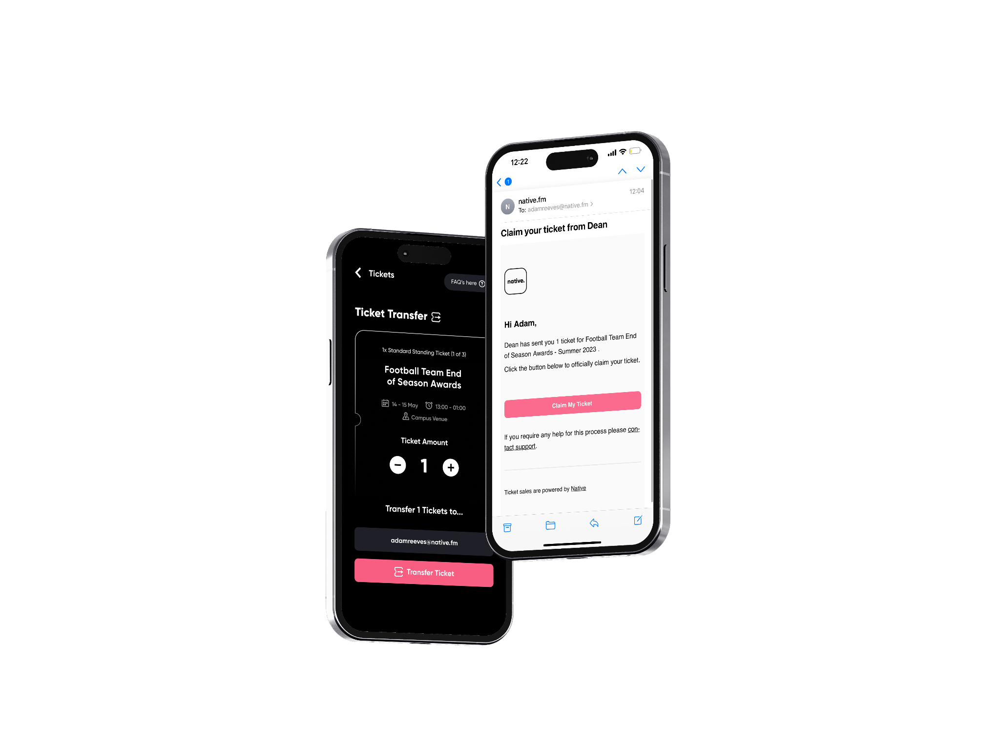 Tickets
FAQ's here
Ticket Transfer
1x Standard Standing Ticket (1 of 3)
Football Team End
of Season Awards
14 - 15 May
13:00 - 01:00
Campus Venue
Ticket Amount
1
Transfer 1 Tickets to...
adamreeves@native.fm
Transfer Ticket
12:22
1
N
native.fm
12:04
To: adamreeves@native.fm
Claim your ticket from Dean
native.
Hi Adam,
Dean has sent you 1 ticket for Football Team End
of Season Awards - Summer 2023 .
Click the button below to officially claim your ticket.
Claim My Ticket
If you require any help for this process please con-
tact support.
Ticket sales are powered by Native